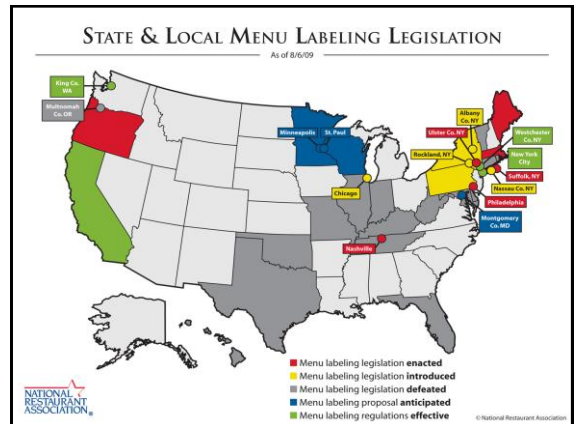 STATE & LOCAL MENU LABELING LEGISLATION
As of 8/6/09
King Co.
WA
Multnomah
Co. OR
Minneapolis
St. Paul
Chicago
Nashville
Albany
Co. NY
Ulster Co. NY
Rockland, NY
Westchester
Co. NY
New York
City
Suffolk, NY
Nassau Co. NY
Philadelphia
Montgomery
Co. MD
Menu labeling legislation enacted
Menu labeling legislation introduced
Menu labeling legislation defeated
Menu labeling proposal anticipated
Menu labeling regulations effective
NATIONAL
RESTAURANT
ASSOCIATION®
© National Restaurant Association